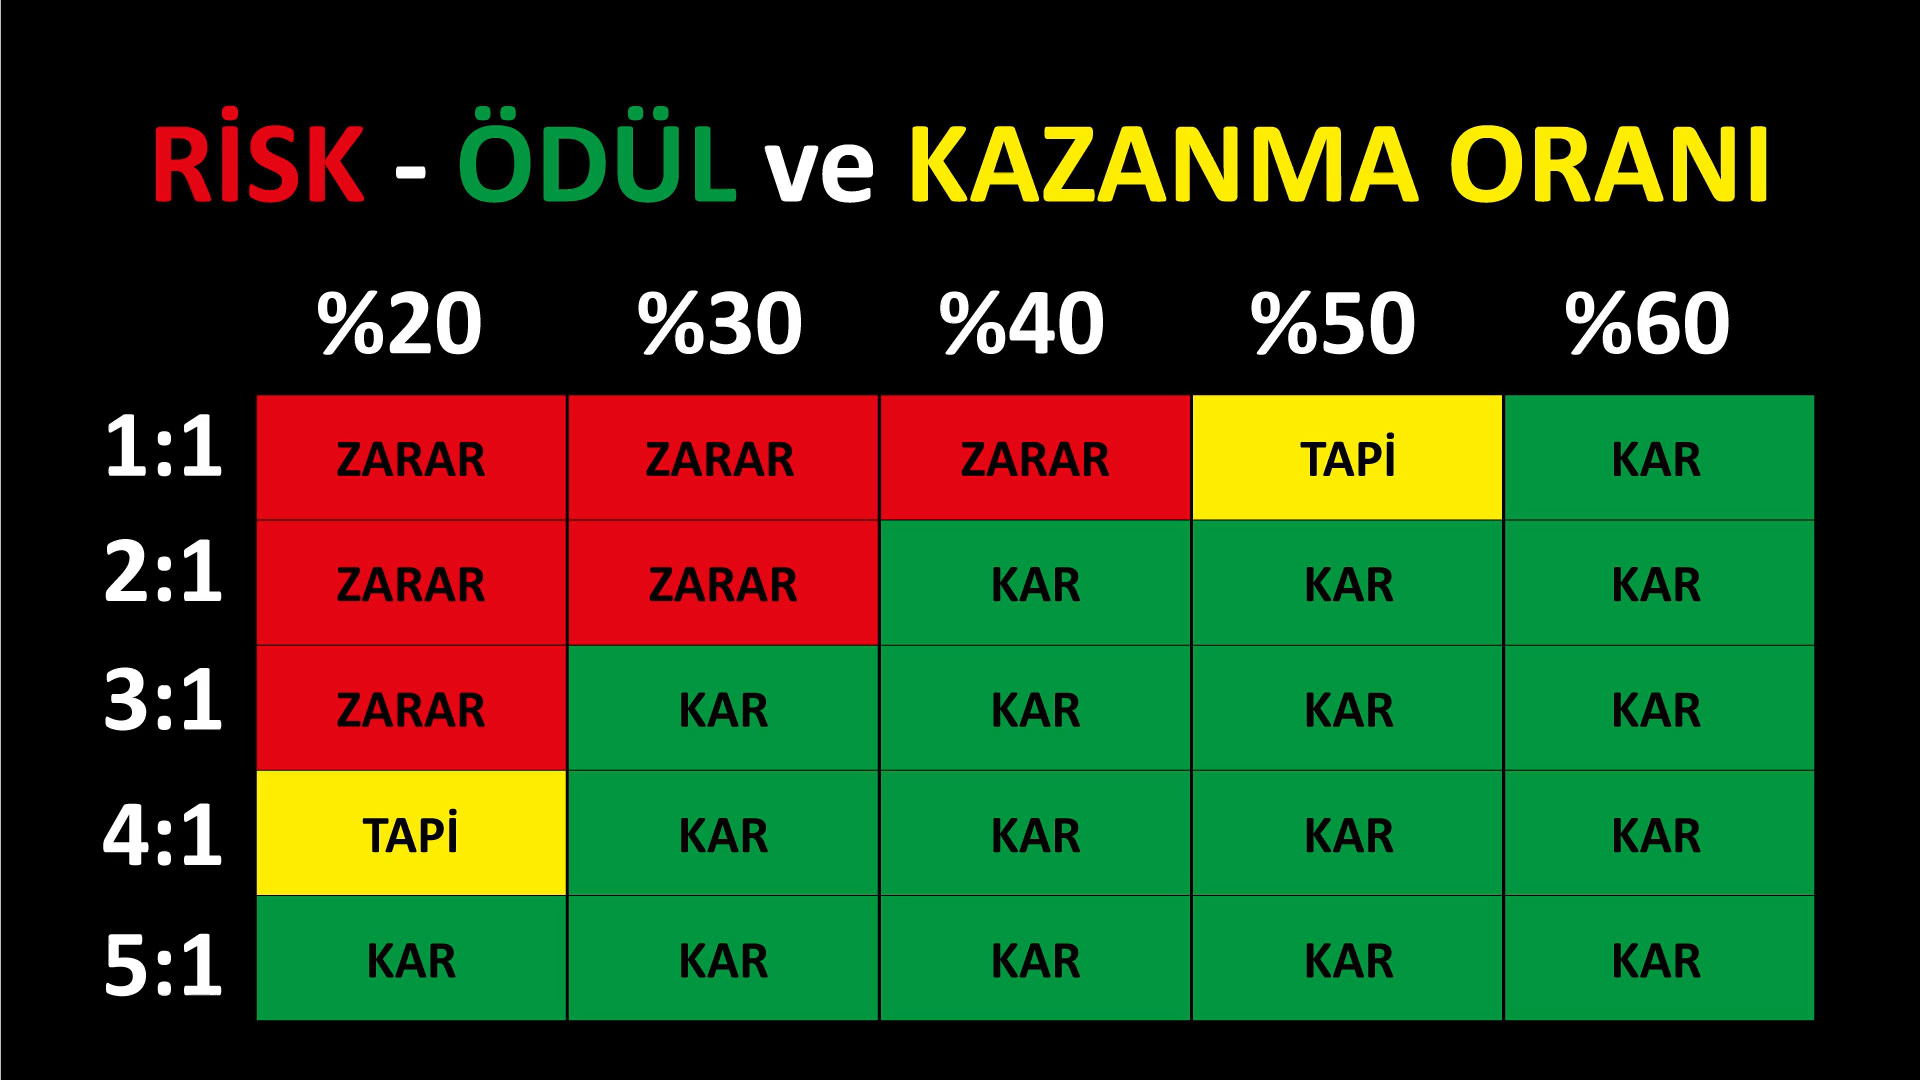 RİSK - ÖDÜL ve KAZANMA ORANI
%20 %30 %40 %50 %60
1:1 ZARAR ZARAR ZARAR TAPİ KAR
2:1 ZARAR ZARAR KAR KAR KAR
3:1 ZARAR KAR KAR KAR KAR
4:1 TAPİ KAR KAR KAR KAR
5:1 KAR KAR KAR KAR KAR